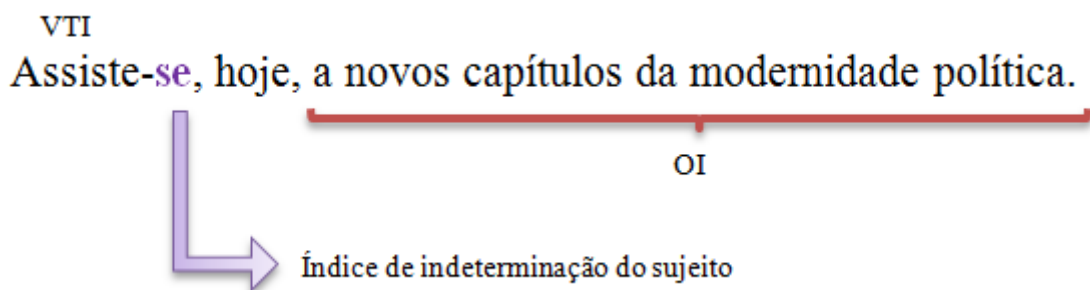 VTI
Assiste-se, hoje, a novos capítulos da modernidade política.
OI
Índice de indeterminação do sujeito